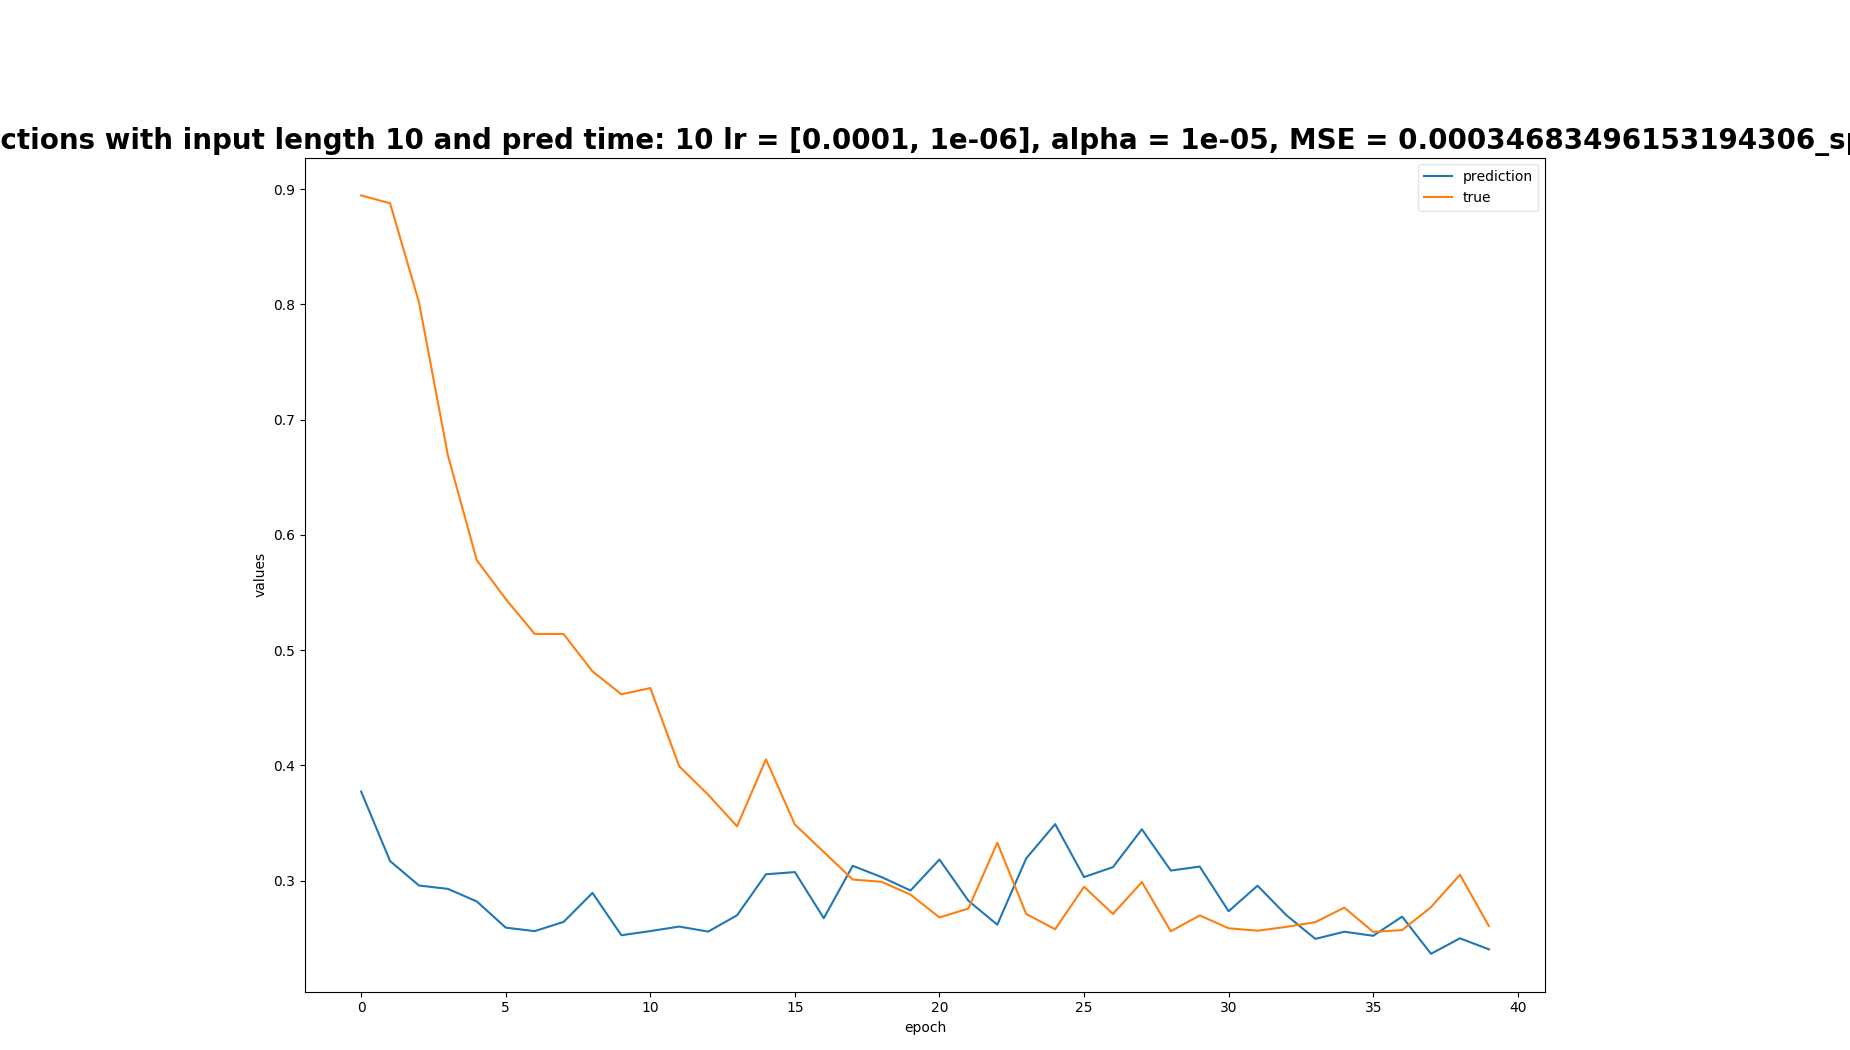 ctions with input length 10 and pred time: 10 lr = [0.0001, 1e-06], alpha = 1e-05, MSE = 0.00034683496153194306_sp
prediction
true
0.9
0.8
0.7
0.6
0.5
0.4
0.3
values
0 5 10 15 20 25 30 35 40
epoch